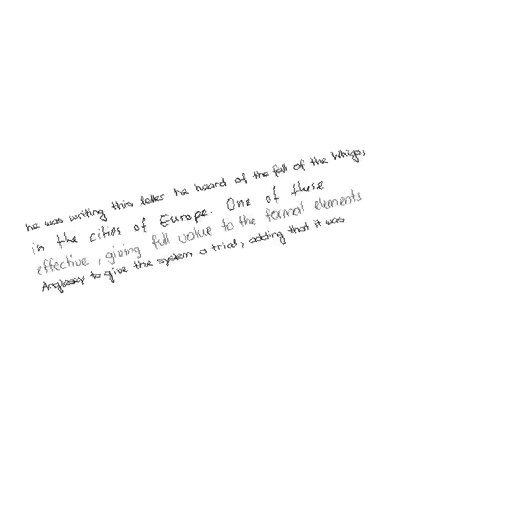 he was writing this letter he heard of the fall of the Whigs,
in the cities of Europe. One of these
effective, giving full value to the formal elements
Anglesey to give the system a trial, adding that it was